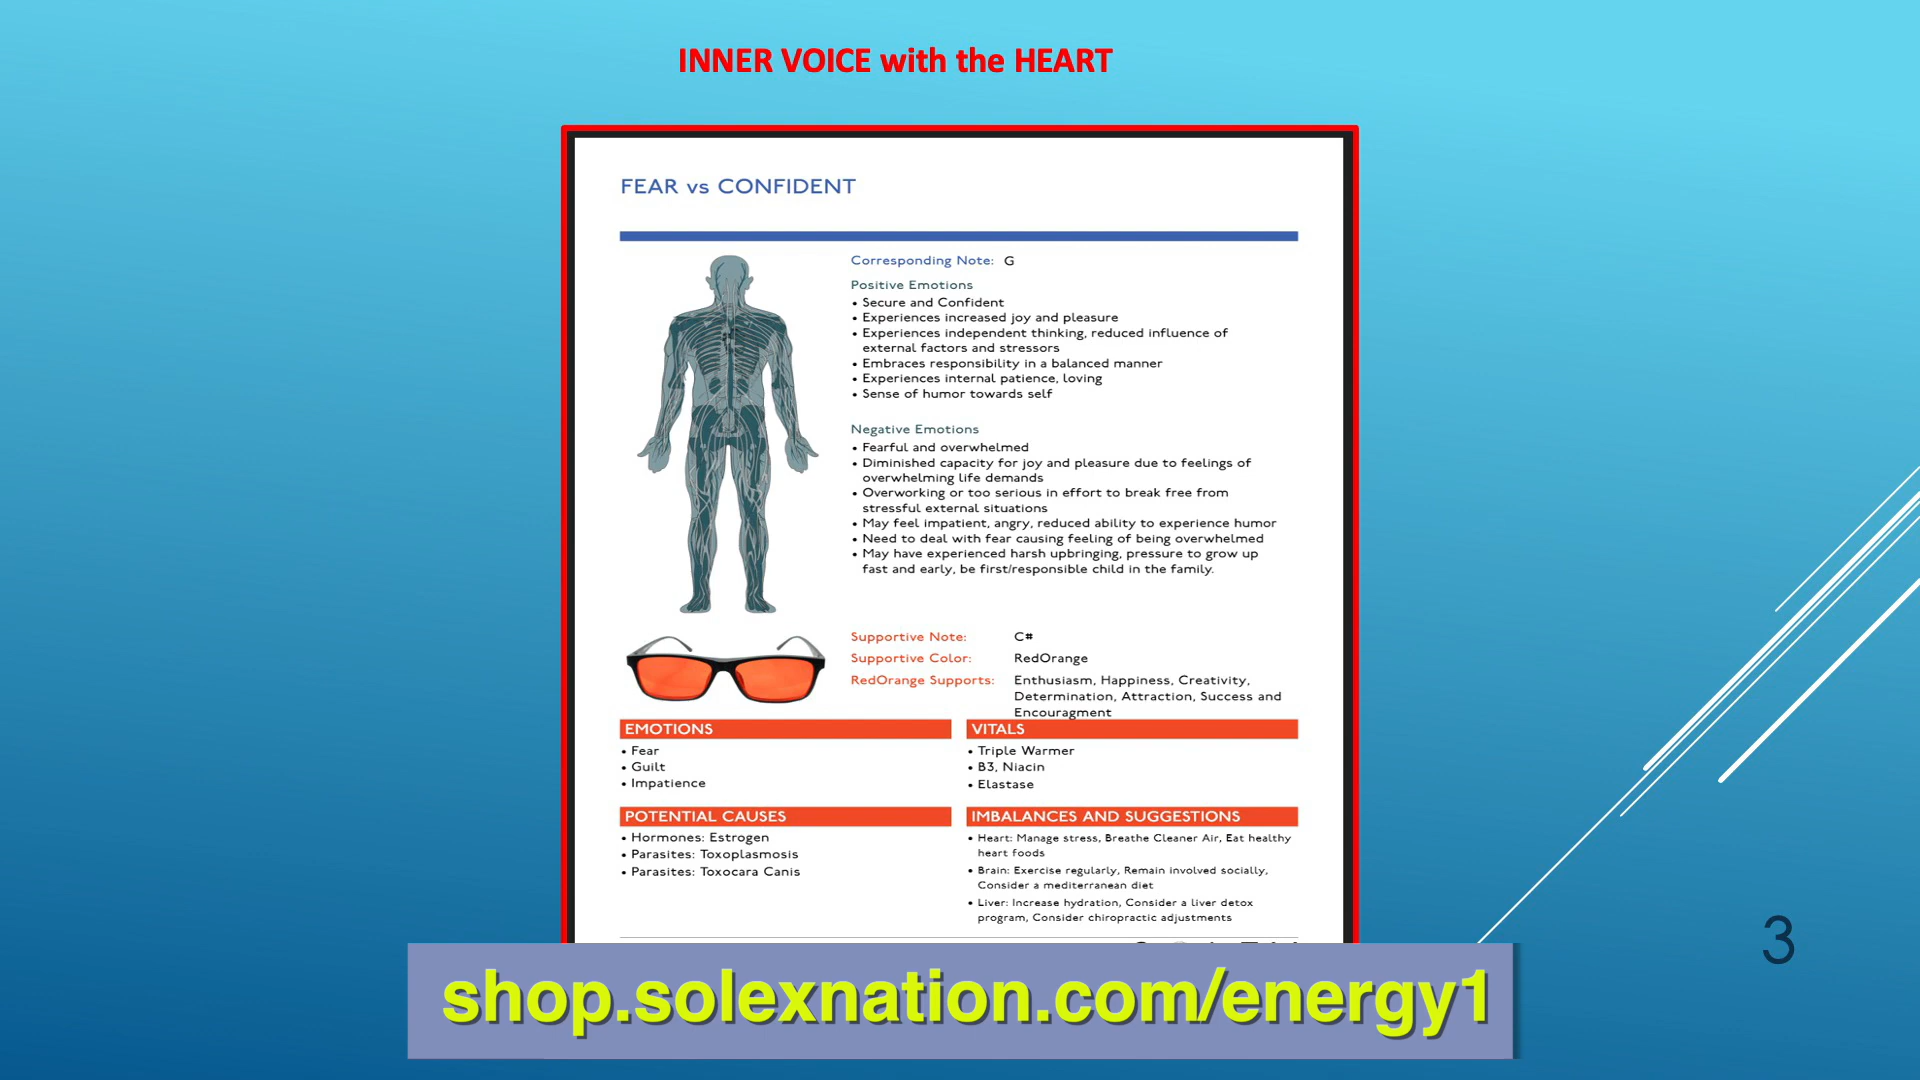 INNER VOICE with the HEART
FEAR vs CONFIDENT
Corresponding Note: G
Positive Emotions
• Secure and Confident
• Experiences increased joy and pleasure
• Experiences independent thinking, reduced influence of
external factors and stressors
• Embraces responsibility in a balanced manner
• Experiences internal patience, loving
• Sense of humor towards self
Negative Emotions
• Fearful and overwhelmed
• Diminished capacity for joy and pleasure due to feelings of
overwhelming life demands
• Overworking or too serious in effort to break free from
stressful external situations
• May feel impatient, angry, reduced ability to experience humor
• Need to deal with fear causing feeling of being overwhelmed
• May have experienced harsh upbringing, pressure to grow up
fast and early, be first/responsible child in the family.
Supportive Note: C#
Supportive Color: RedOrange
RedOrange Supports: Enthusiasm, Happiness, Creativity,
Determination, Attraction, Success and
Encouragment
EMOTIONS
• Fear
• Guilt
• Impatience
VITALS
• Triple Warmer
• B3, Niacin
• Elastase
POTENTIAL CAUSES
• Hormones: Estrogen
• Parasites: Toxoplasmosis
• Parasites: Toxocara Canis
IMBALANCES AND SUGGESTIONS
• Heart: Manage stress, Breathe Cleaner Air, Eat healthy
heart foods
• Brain: Exercise regularly, Remain involved socially,
Consider a mediterranean diet
• Liver: Increase hydration, Consider a liver detox
program, Consider chiropractic adjustments
3
shop.solexnation.com/energy1